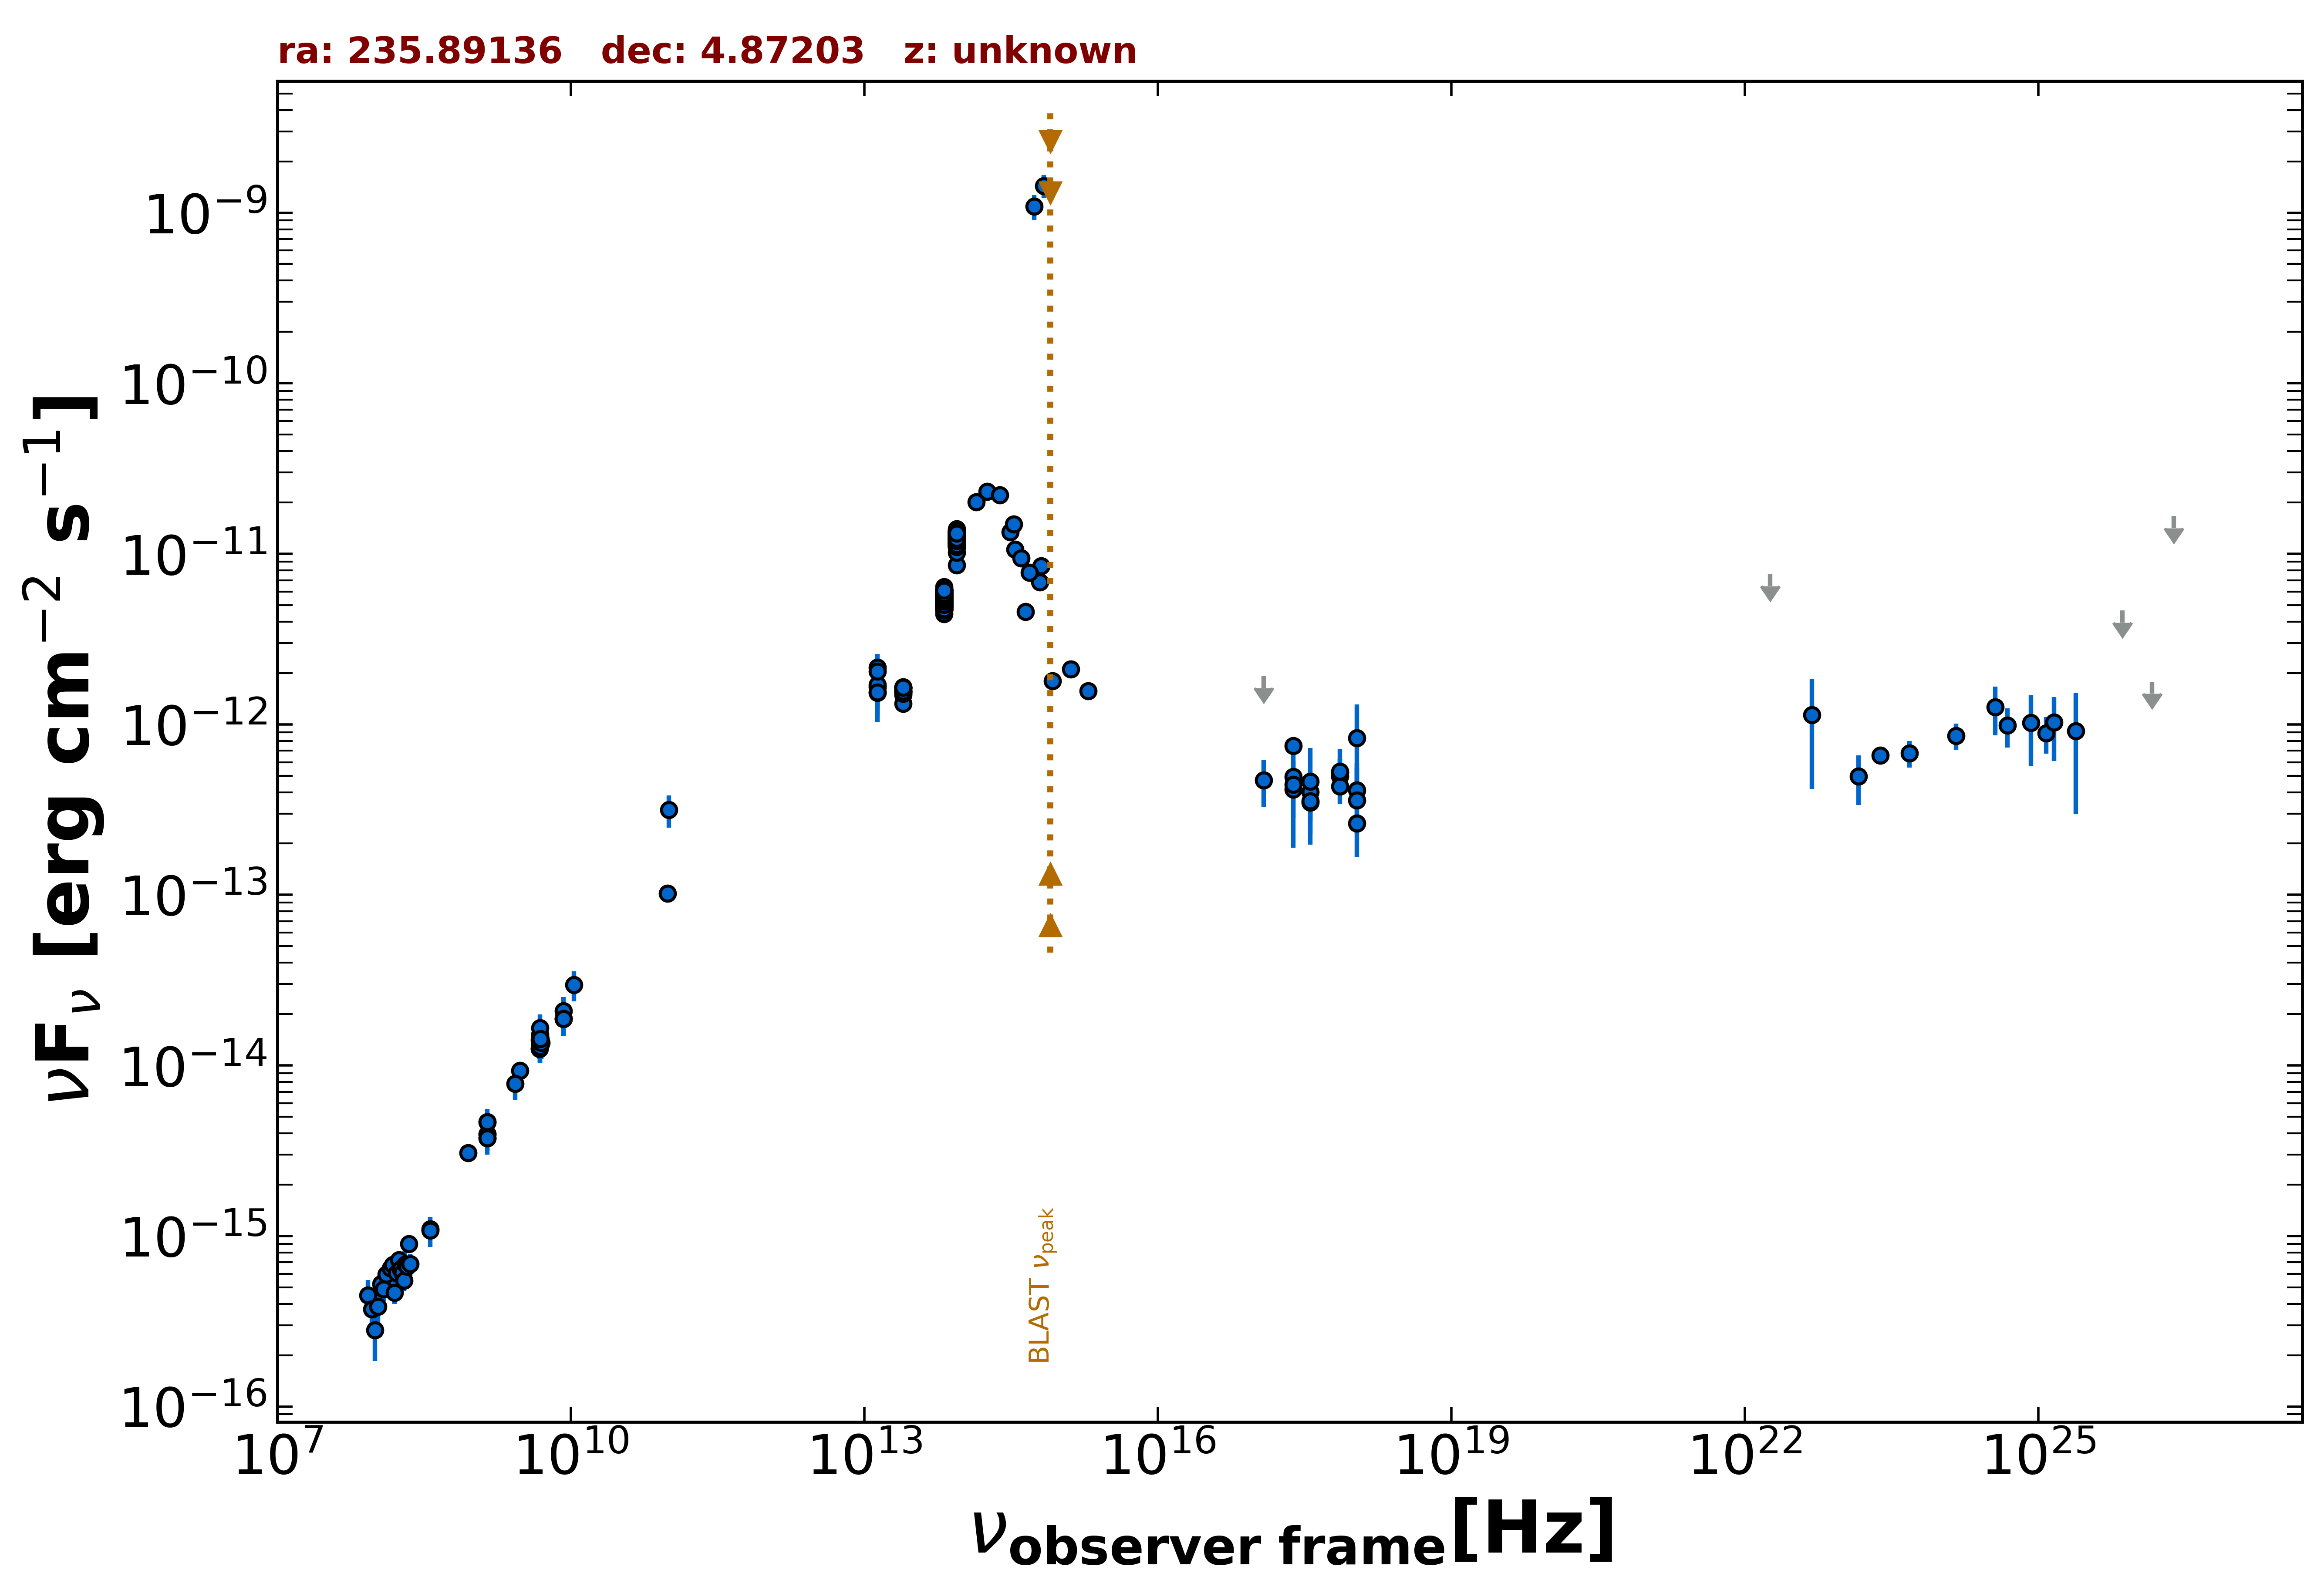 ra: 235.89136   dec: 4.87203   z: unknown
νFν [erg cm−2 s−1]
10−9
10−10
10−11
10−12
10−13
10−14
10−15
10−16
BLAST νpeak
107 1010 1013 1016 1019 1022 1025
νobserver frame[Hz]